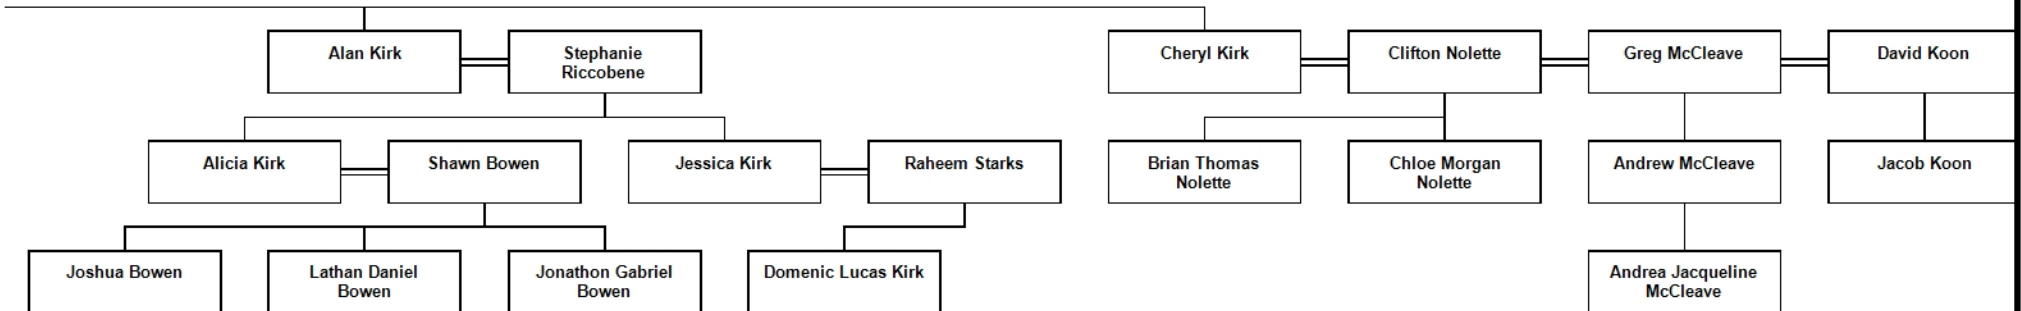 Alan Kirk
Stephanie
Riccobene
Cheryl Kirk
Clifton Nolette
Greg McCleave
David Koon
Alicia Kirk
Shawn Bowen
Jessica Kirk
Raheem Starks
Brian Thomas
Nolette
Chloe Morgan
Nolette
Andrew McCleave
Jacob Koon
Joshua Bowen
Lathan Daniel
Bowen
Jonathon Gabriel
Bowen
Domenic Lucas Kirk
Andrea Jacqueline
McCleave